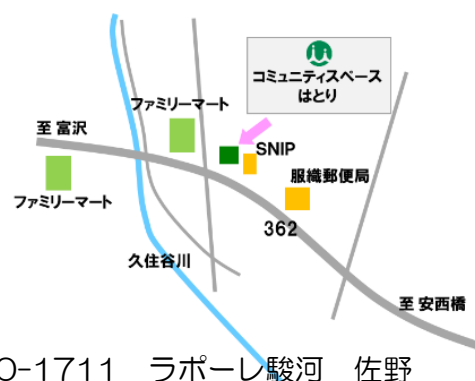 コミュニティスペース
はとり
ファミリーマート
至 富沢
SNIP
服織郵便局
ファミリーマート
362
久住谷川
至 安西橋
0-1711　ラポーレ駿河　佐野